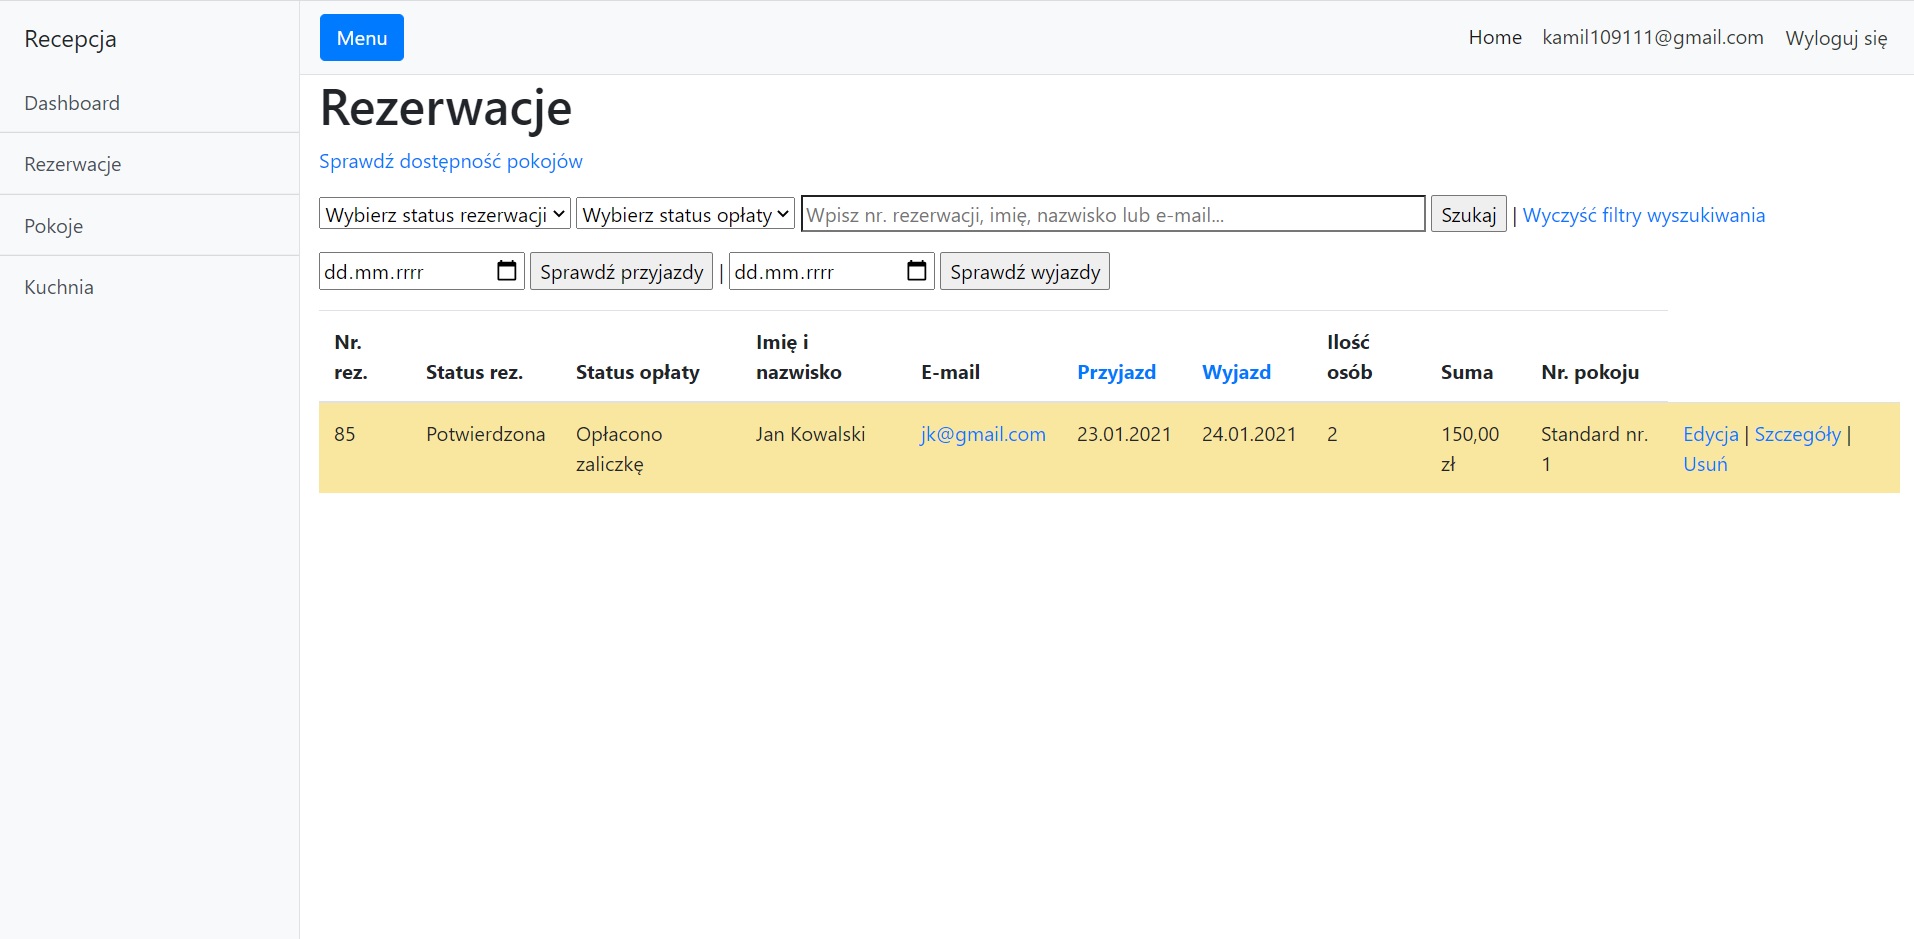 Recepcja
Dashboard
Rezerwacje
Pokoje
Kuchnia
Menu
Home kamil109111@gmail.com Wyloguj się
Rezerwacje
Sprawdź dostępność pokojów
Wybierz status rezerwacji Wybierz status opłaty Wpisz nr. rezerwacji, imię, nazwisko lub e-mail... Szukaj | Wyczyść filtry wyszukiwania
dd.mm.rrrr Sprawdź przyjazdy | dd.mm.rrrr Sprawdź wyjazdy
Nr. rez. Status rez. Status opłaty Imię i nazwisko E-mail Przyjazd Wyjazd Ilość osób Suma Nr. pokoju
85 Potwierdzona Opłacono zaliczkę Jan Kowalski jk@gmail.com 23.01.2021 24.01.2021 2 150,00 zł Standard nr. 1 Edycja | Szczegóły | Usuń